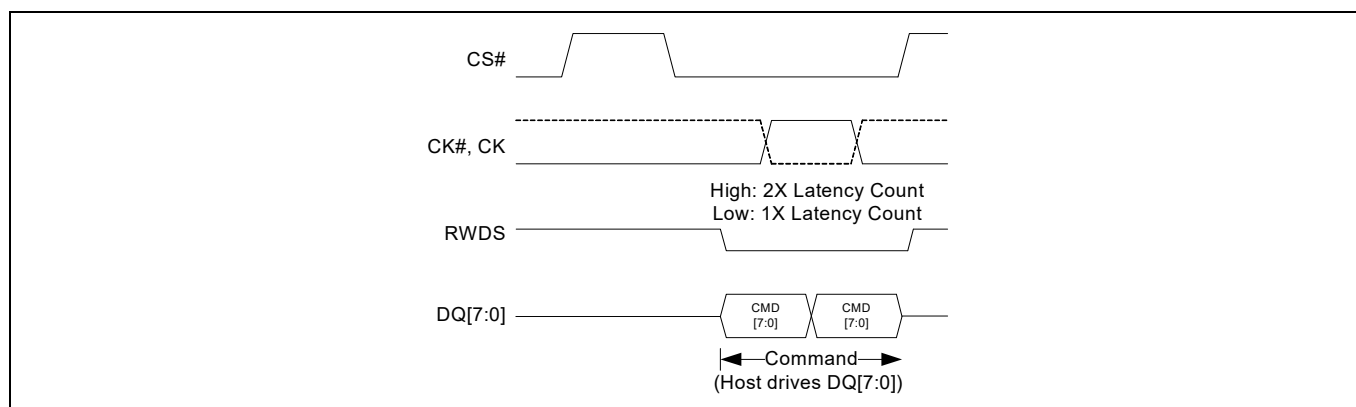 CS#
CK#, CK
High: 2X Latency Count
Low: 1X Latency Count
RWDS
DQ[7:0]
CMD
[7:0]
CMD
[7:0]
Command
(Host drives DQ[7:0])